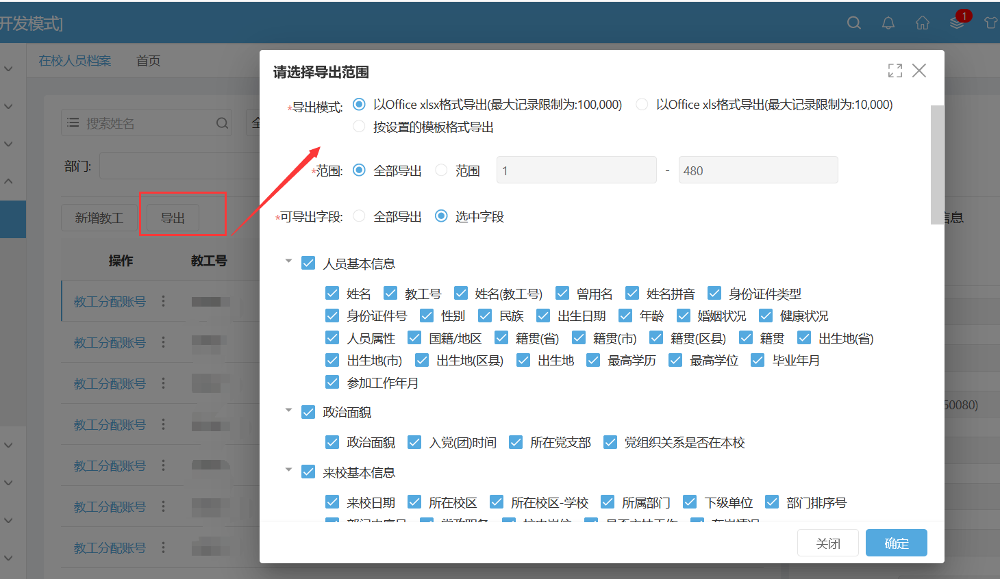 开发模式]
1
在校人员档案 首页
搜索姓名
全
部门:
新增教工 导出
操作 教工号
教工分配账号
教工分配账号
教工分配账号
教工分配账号
教工分配账号
教工分配账号
教工分配账号
请选择导出范围
*导出模式: 以Office xlsx格式导出(最大记录限制为:100,000) 以Office xls格式导出(最大记录限制为:10,000)
按设置的模板格式导出
*范围: 全部导出 范围 1 - 480
*可导出字段: 全部导出 选中字段
人员基本信息
姓名 教工号 姓名(教工号) 曾用名 姓名拼音 身份证件类型
身份证件号 性别 民族 出生日期 年龄 婚姻状况 健康状况
人员属性 国籍/地区 籍贯(省) 籍贯(市) 籍贯(区县) 籍贯 出生地(省)
出生地(市) 出生地(区县) 出生地 最高学历 最高学位 毕业年月
参加工作年月
政治面貌
政治面貌 入党(团)时间 所在党支部 党组织关系是否在本校
来校基本信息
来校日期 所在校区 所在校区-学校 所属部门 下级单位 部门排序号
关闭 确定
信息
50080)